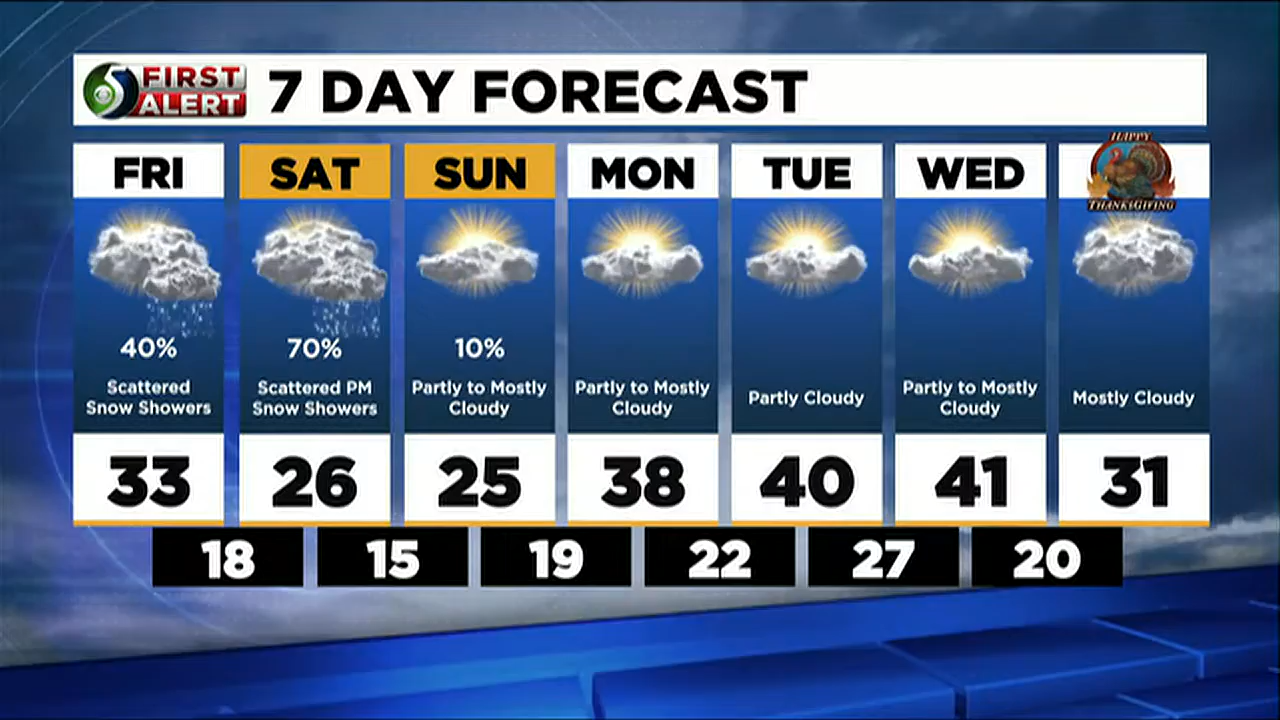 5 FIRST ALERT 7 DAY FORECAST
FRI
SAT
SUN
MON
TUE
WED
HAPPY
THANKSGIVING
40%
70%
10%
Scattered
Snow Showers
Scattered PM
Snow Showers
Partly to Mostly
Cloudy
Partly to Mostly
Cloudy
Partly Cloudy
Partly to Mostly
Cloudy
Mostly Cloudy
33
26
25
38
40
41
31
18
15
19
22
27
20